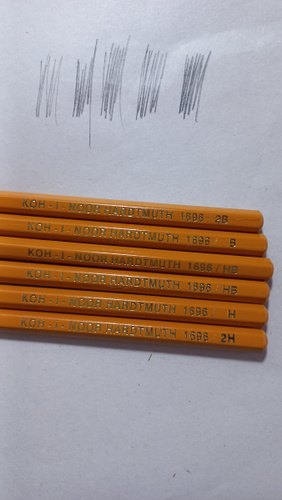 KOH - I - NOOR HARDTMUTH 1696 2B
KOH - I - NOOR HARDTMUTH 1696 / B
KOH - I - NOOR HARDTMUTH 1696 / HB
KOH - I - NOOR HARDTMUTH 1696 / HB
KOH - I - NOOR HARDTMUTH 1696 H
KOH - I - NOOR HARDTMUTH 1696 2H